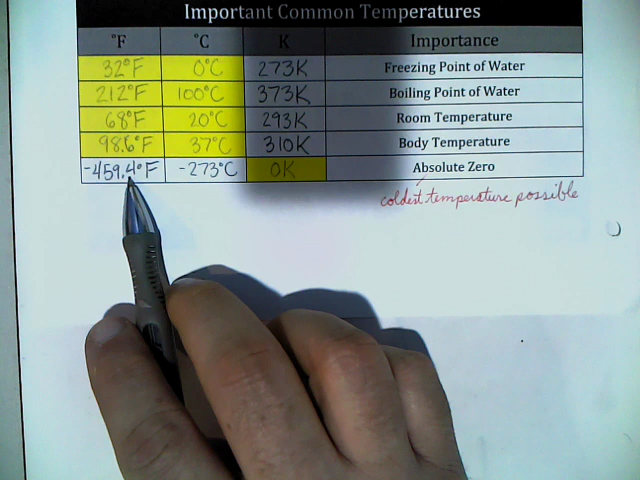 Important Common Temperatures
°F °C K Importance
32°F 0°C 273K Freezing Point of Water
212°F 100°C 373K Boiling Point of Water
68°F 20°C 293K Room Temperature
98.6°F 37°C 310K Body Temperature
-459.4°F -273°C 0K Absolute Zero
coldest temperature possible